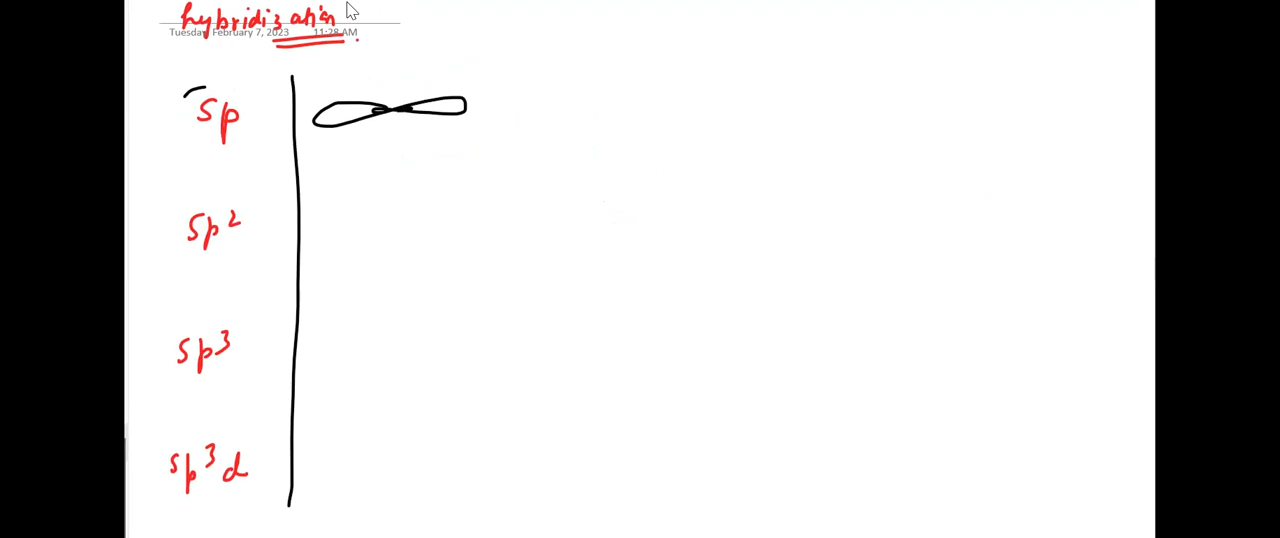 hybridization
Tuesday, February 7, 2023 11:28 AM
sp
sp²
sp³
sp³d